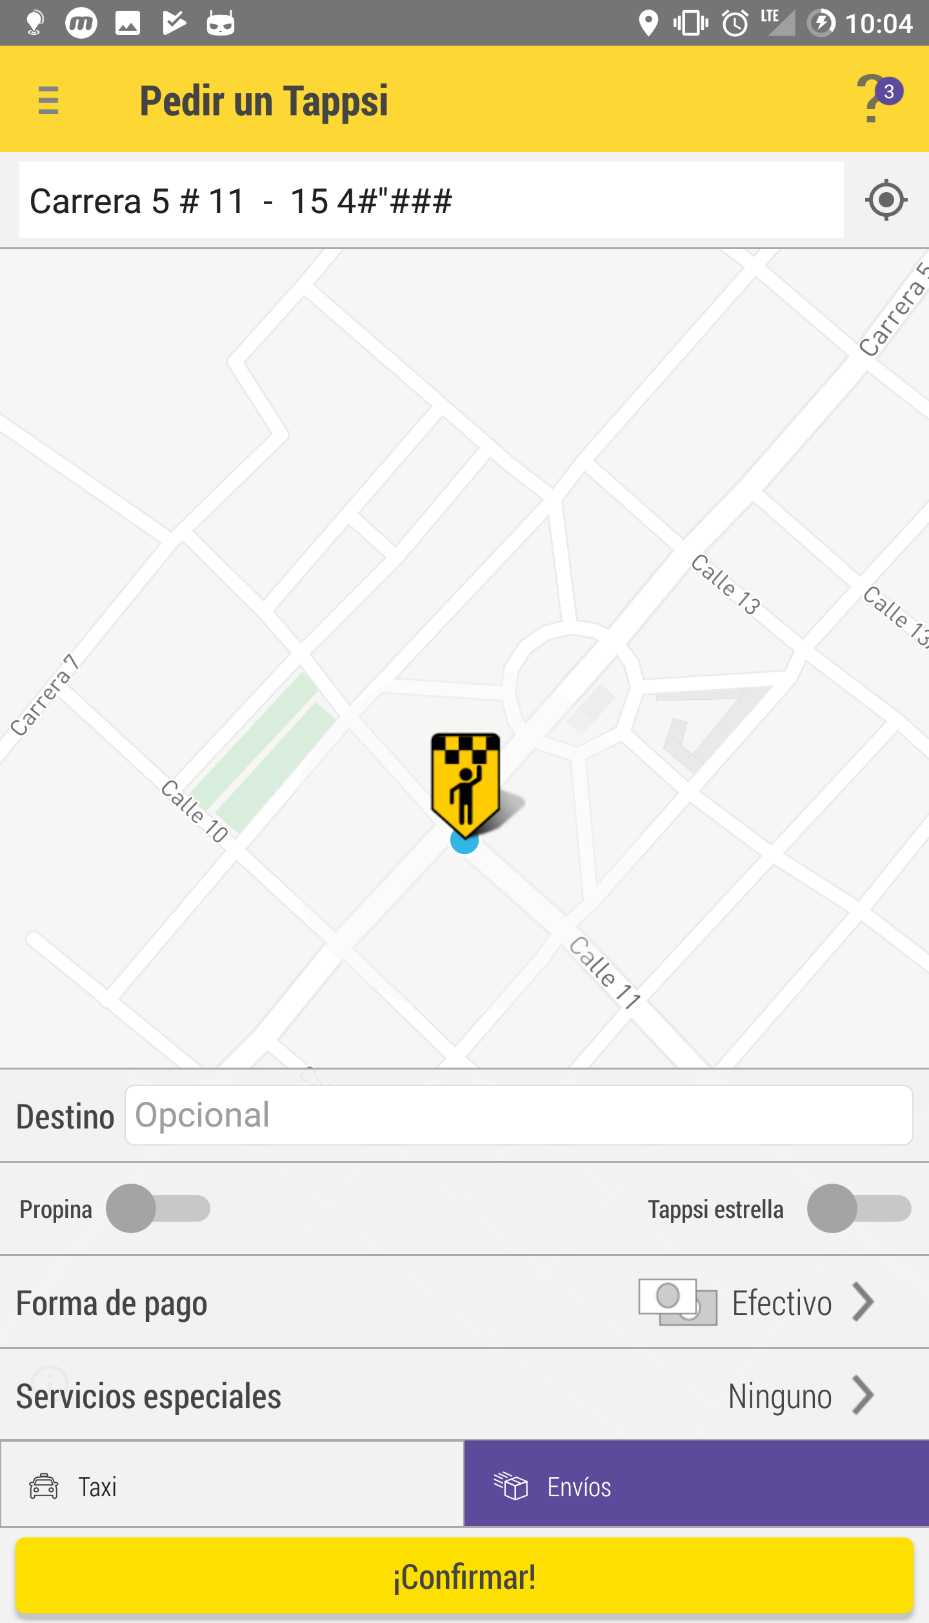 LTE 10:04
Pedir un Tappsi
3
Carrera 5 # 11 - 15 4#"###
Carrera 5
Calle 13
Calle 13
Carrera 7
Calle 10
Calle 11
Destino Opcional
Propina Tappsi estrella
Forma de pago Efectivo
Servicios especiales Ninguno
Taxi Envíos
¡Confirmar!